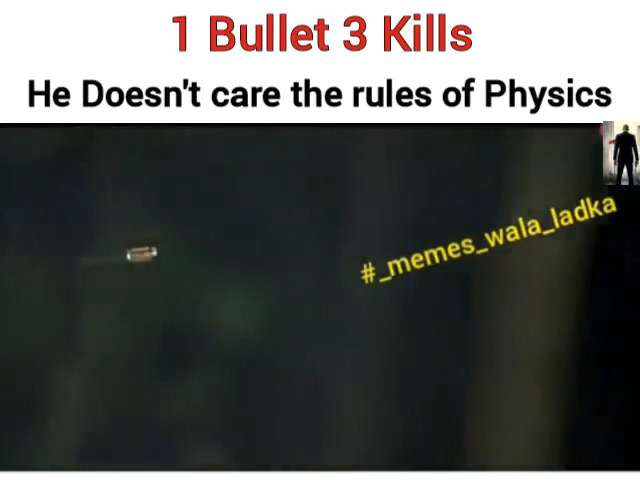 1 Bullet 3 Kills
He Doesn't care the rules of Physics
#_memes_wala_ladka